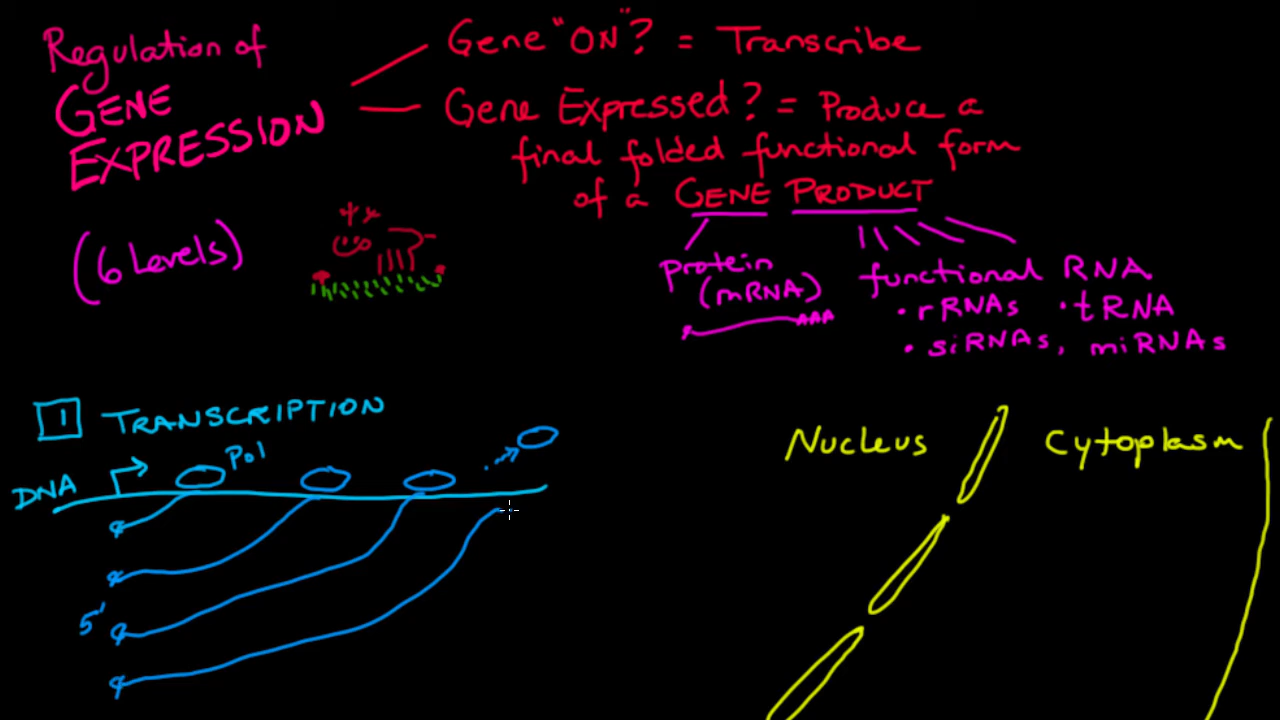 Regulation of
GENE
EXPRESSION
(6 Levels)
Gene "ON"? = Transcribe
Gene Expressed? = Produce a
final folded functional form
of a GENE PRODUCT
Protein
(mRNA)
AAA
functional RNA
• rRNAs • tRNA
• siRNAs, miRNAs
1 TRANSCRIPTION
DNA
Pol
5'
Nucleus
Cytoplasm